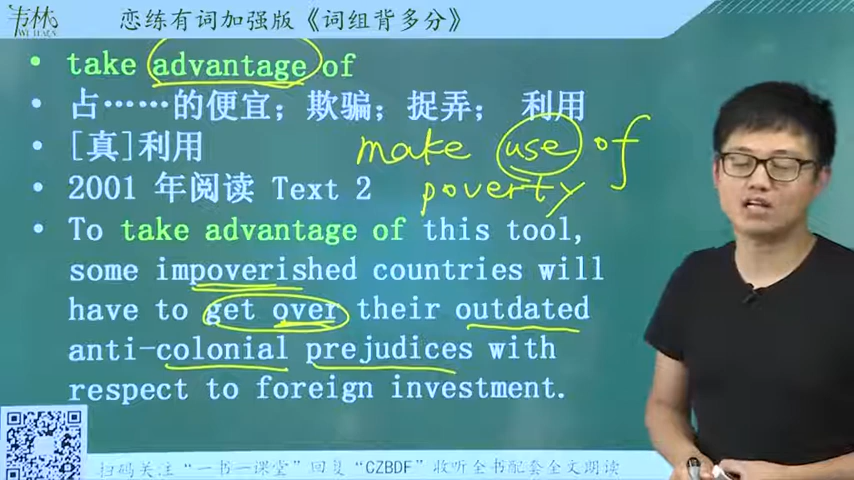 韦林
WEILIN
恋练有词加强版《词组背多分》
• take advantage of
• 占……的便宜；欺骗；捉弄； 利用
• [真]利用
make use of
• 2001 年阅读 Text 2
poverty
• To take advantage of this tool,
some impoverished countries will
have to get over their outdated
anti-colonial prejudices with
respect to foreign investment.
扫码关注“一书一课堂”回复“CZBDF”收听全书配套全文朗读